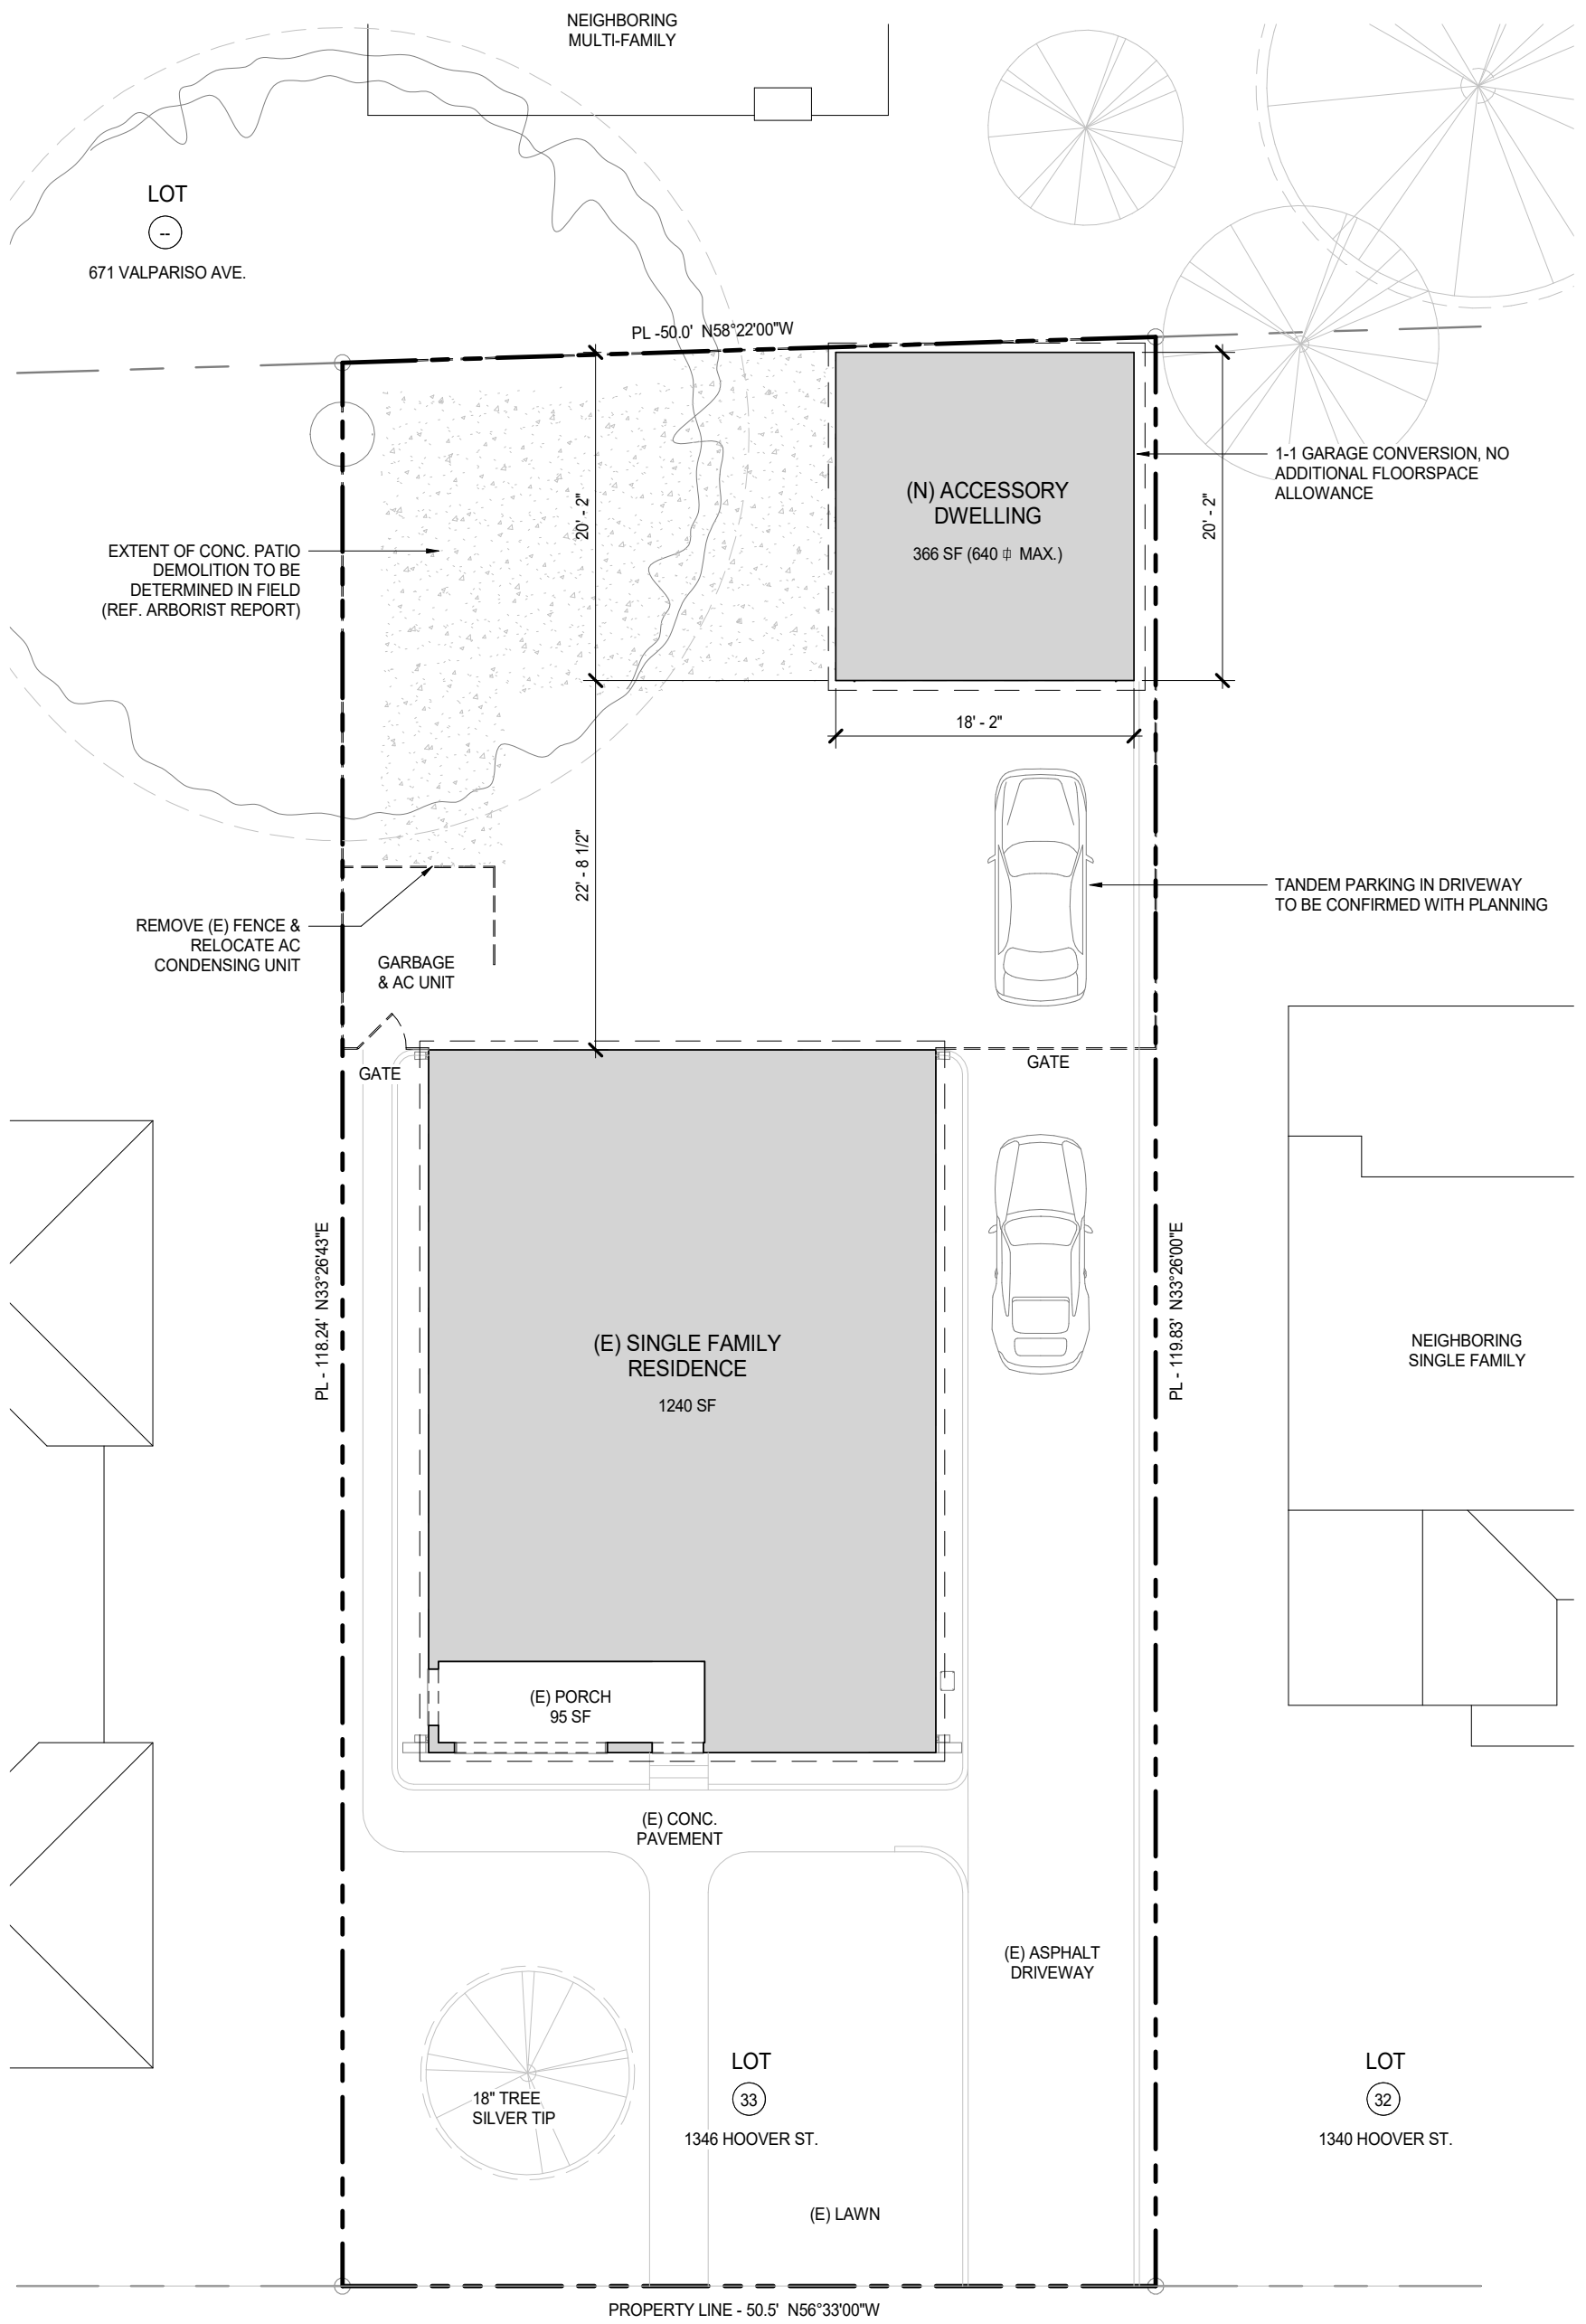 NEIGHBORING
MULTI-FAMILY
LOT
--
671 VALPARISO AVE.
PL -50.0' N58°22'00"W
1-1 GARAGE CONVERSION, NO
ADDITIONAL FLOORSPACE
ALLOWANCE
(N) ACCESSORY
DWELLING
366 SF (640 ⏍ MAX.)
20' - 2"
20' - 2"
EXTENT OF CONC. PATIO
DEMOLITION TO BE
DETERMINED IN FIELD
(REF. ARBORIST REPORT)
18' - 2"
22' - 8 1/2"
TANDEM PARKING IN DRIVEWAY
TO BE CONFIRMED WITH PLANNING
REMOVE (E) FENCE &
RELOCATE AC
CONDENSING UNIT
GARBAGE
& AC UNIT
GATE
GATE
PL - 118.24' N33°26'43"E
(E) SINGLE FAMILY
RESIDENCE
1240 SF
PL - 119.83' N33°26'00"E
NEIGHBORING
SINGLE FAMILY
(E) PORCH
95 SF
(E) CONC.
PAVEMENT
(E) ASPHALT
DRIVEWAY
18" TREE
SILVER TIP
LOT
33
1346 HOOVER ST.
LOT
32
1340 HOOVER ST.
(E) LAWN
PROPERTY LINE - 50.5' N56°33'00"W